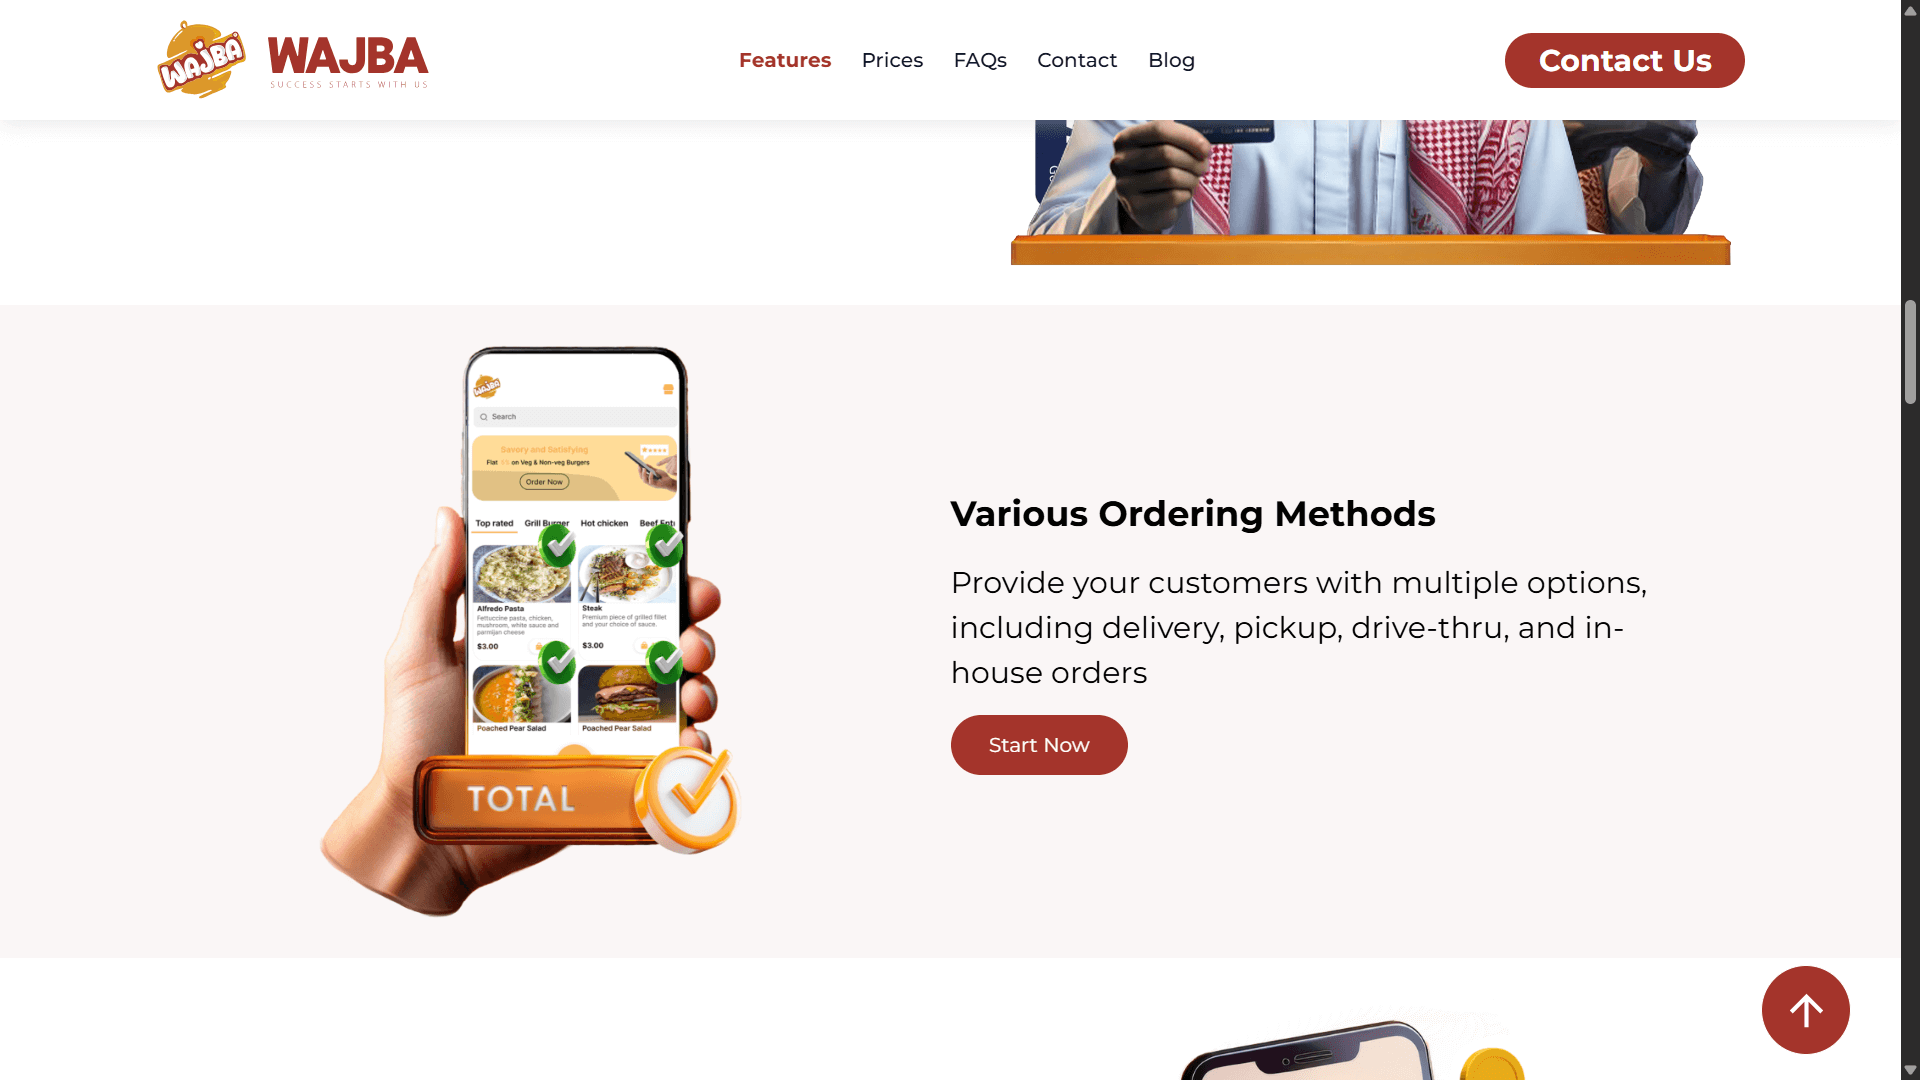 WAJBA
WAJBA
SUCCESS STARTS WITH US
Features
Prices
FAQs
Contact
Blog
Contact Us
WAJBA
Search
Savory and Satisfying
Flat
on Veg & Non-veg Burgers
Order Now
Top rated
Grill Burger
Hot chicken
Beef
Alfredo Pasta
Fettuccine pasta, chicken,
mushroom, white sauce and
parmijan cheese
$3.00
Steak
Premium piece of grilled fillet
and your choice of sauce.
$3.00
Poached Pear Salad
Poached Pear Salad
TOTAL
Various Ordering Methods
Provide your customers with multiple options,
including delivery, pickup, drive-thru, and in-
house orders
Start Now